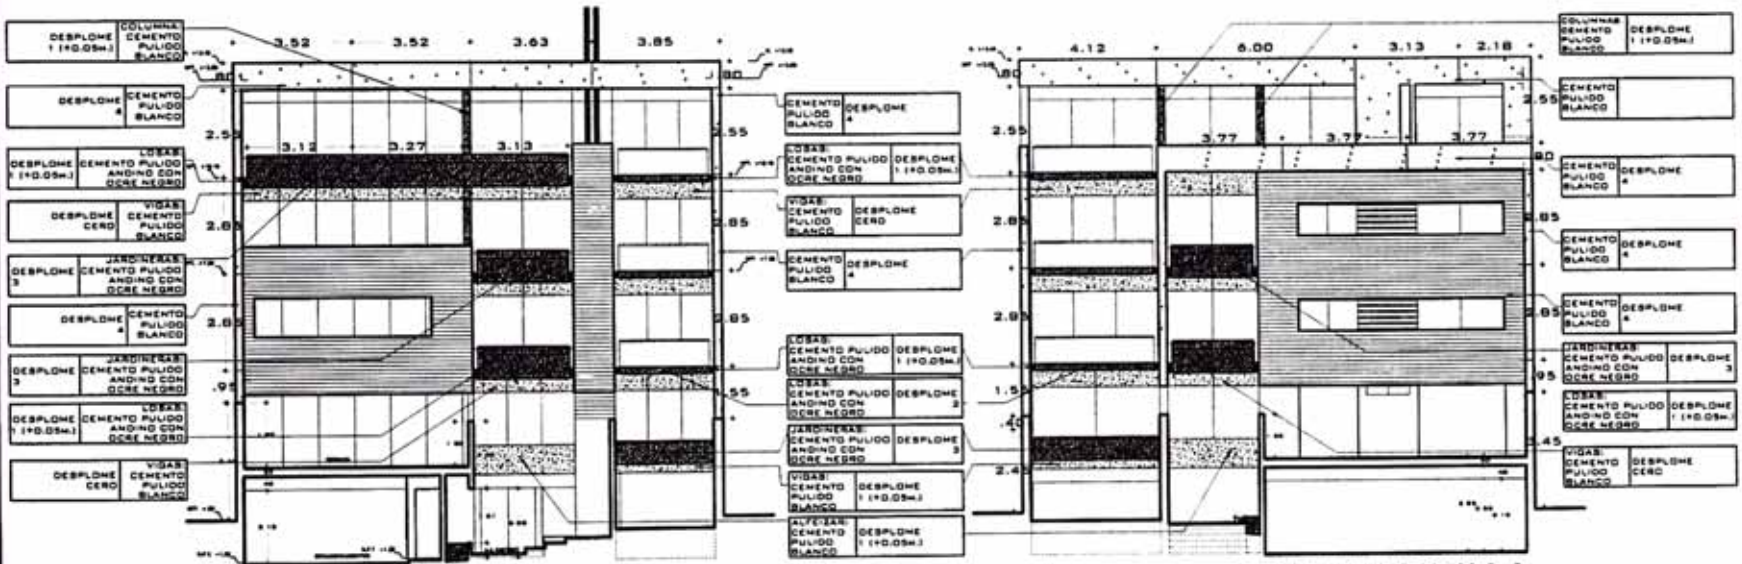 DESPLOME
1 (+0.05M.)
COLUMNA:
CEMENTO
PULIDO
BLANCO
DESPLOME
4
CEMENTO
PULIDO
BLANCO
DESPLOME
1 (+0.05M.)
LOSAS:
CEMENTO PULIDO
ANDINO CON
OCRE NEGRO
DESPLOME
CERO
VIGAS:
CEMENTO
PULIDO
BLANCO
DESPLOME
3
JARDINERAS:
CEMENTO PULIDO
ANDINO CON
OCRE NEGRO
DESPLOME
4
CEMENTO
PULIDO
BLANCO
DESPLOME
3
JARDINERAS:
CEMENTO PULIDO
ANDINO CON
OCRE NEGRO
DESPLOME
1 (+0.05M.)
LOSAS:
CEMENTO PULIDO
ANDINO CON
OCRE NEGRO
DESPLOME
CERO
VIGAS:
CEMENTO
PULIDO
BLANCO
3.52 3.52 3.63 3.85
.80 .80
3.12 3.27 3.13
2.55
2.85
2.85
.95
2.55
2.85
2.85
1.55
CEMENTO
PULIDO
BLANCO
DESPLOME
4
LOSAS:
CEMENTO PULIDO
ANDINO CON
OCRE NEGRO
DESPLOME
1 (+0.05M.)
VIGAS:
CEMENTO
PULIDO
BLANCO
DESPLOME
CERO
CEMENTO
PULIDO
BLANCO
DESPLOME
4
LOSAS:
CEMENTO PULIDO
ANDINO CON
OCRE NEGRO
DESPLOME
1 (+0.05M.)
LOSAS:
CEMENTO PULIDO
ANDINO CON
OCRE NEGRO
DESPLOME
2
JARDINERAS:
CEMENTO PULIDO
ANDINO CON
OCRE NEGRO
DESPLOME
3
VIGAS:
CEMENTO
PULIDO
BLANCO
DESPLOME
1 (+0.05M.)
ALFEIZAR:
CEMENTO
PULIDO
BLANCO
DESPLOME
1 (+0.05M.)
4.12 6.00 3.13 2.18
.80
3.77 3.77 3.77
2.55
2.85
2.85
.40
2.45
2.55
.80
2.85
2.85
.95
COLUMNAS:
CEMENTO
PULIDO
BLANCO
DESPLOME
1 (+0.05M.)
CEMENTO
PULIDO
BLANCO
CEMENTO
PULIDO
BLANCO
DESPLOME
4
CEMENTO
PULIDO
BLANCO
DESPLOME
4
CEMENTO
PULIDO
BLANCO
DESPLOME
4
JARDINERAS:
CEMENTO PULIDO
ANDINO CON
OCRE NEGRO
DESPLOME
3
LOSAS:
CEMENTO PULIDO
ANDINO CON
OCRE NEGRO
DESPLOME
1 (+0.05M.)
VIGAS:
CEMENTO
PULIDO
BLANCO
DESPLOME
CERO